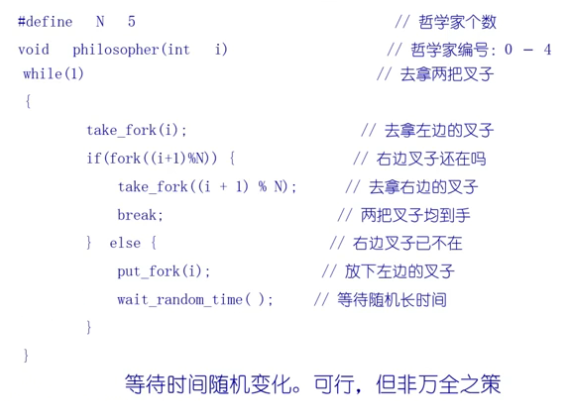 #define N 5 // 哲学家个数
void philosopher(int i) // 哲学家编号: 0 － 4
while(1) // 去拿两把叉子
{
take_fork(i); // 去拿左边的叉子
if(fork((i+1)%N)) { // 右边叉子还在吗
take_fork((i + 1) % N); // 去拿右边的叉子
break; // 两把叉子均到手
} else { // 右边叉子己不在
put_fork(i); // 放下左边的叉子
wait_random_time( ); // 等待随机长时间
}
}
等待时间随机变化。可行，但非万全之策